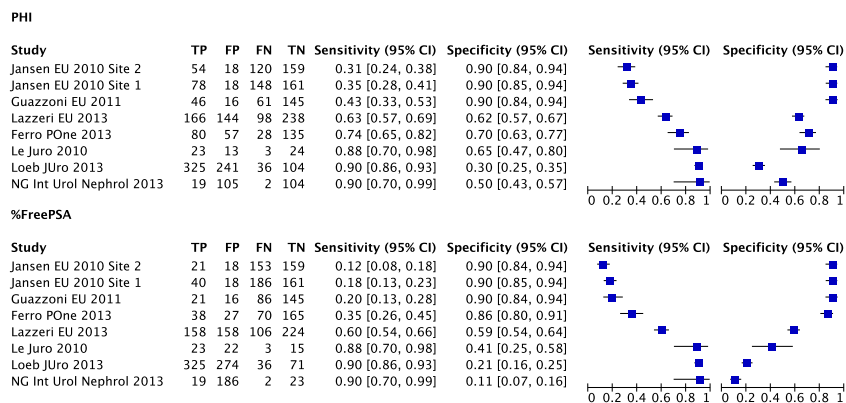 PHI
Study TP FP FN TN Sensitivity (95% CI) Specificity (95% CI) Sensitivity (95% CI) Specificity (95% CI)
Jansen EU 2010 Site 2 54 18 120 159 0.31 [0.24, 0.38] 0.90 [0.84, 0.94]
Jansen EU 2010 Site 1 78 18 148 161 0.35 [0.28, 0.41] 0.90 [0.85, 0.94]
Guazzoni EU 2011 46 16 61 145 0.43 [0.33, 0.53] 0.90 [0.84, 0.94]
Lazzeri EU 2013 166 144 98 238 0.63 [0.57, 0.69] 0.62 [0.57, 0.67]
Ferro POne 2013 80 57 28 135 0.74 [0.65, 0.82] 0.70 [0.63, 0.77]
Le Juro 2010 23 13 3 24 0.88 [0.70, 0.98] 0.65 [0.47, 0.80]
Loeb JUro 2013 325 241 36 104 0.90 [0.86, 0.93] 0.30 [0.25, 0.35]
NG Int Urol Nephrol 2013 19 105 2 104 0.90 [0.70, 0.99] 0.50 [0.43, 0.57]
0 0.2 0.4 0.6 0.8 1 0 0.2 0.4 0.6 0.8 1
%FreePSA
Study TP FP FN TN Sensitivity (95% CI) Specificity (95% CI) Sensitivity (95% CI) Specificity (95% CI)
Jansen EU 2010 Site 2 21 18 153 159 0.12 [0.08, 0.18] 0.90 [0.84, 0.94]
Jansen EU 2010 Site 1 40 18 186 161 0.18 [0.13, 0.23] 0.90 [0.85, 0.94]
Guazzoni EU 2011 21 16 86 145 0.20 [0.13, 0.28] 0.90 [0.84, 0.94]
Ferro POne 2013 38 27 70 165 0.35 [0.26, 0.45] 0.86 [0.80, 0.91]
Lazzeri EU 2013 158 158 106 224 0.60 [0.54, 0.66] 0.59 [0.54, 0.64]
Le Juro 2010 23 22 3 15 0.88 [0.70, 0.98] 0.41 [0.25, 0.58]
Loeb JUro 2013 325 274 36 71 0.90 [0.86, 0.93] 0.21 [0.16, 0.25]
NG Int Urol Nephrol 2013 19 186 2 23 0.90 [0.70, 0.99] 0.11 [0.07, 0.16]
0 0.2 0.4 0.6 0.8 1 0 0.2 0.4 0.6 0.8 1